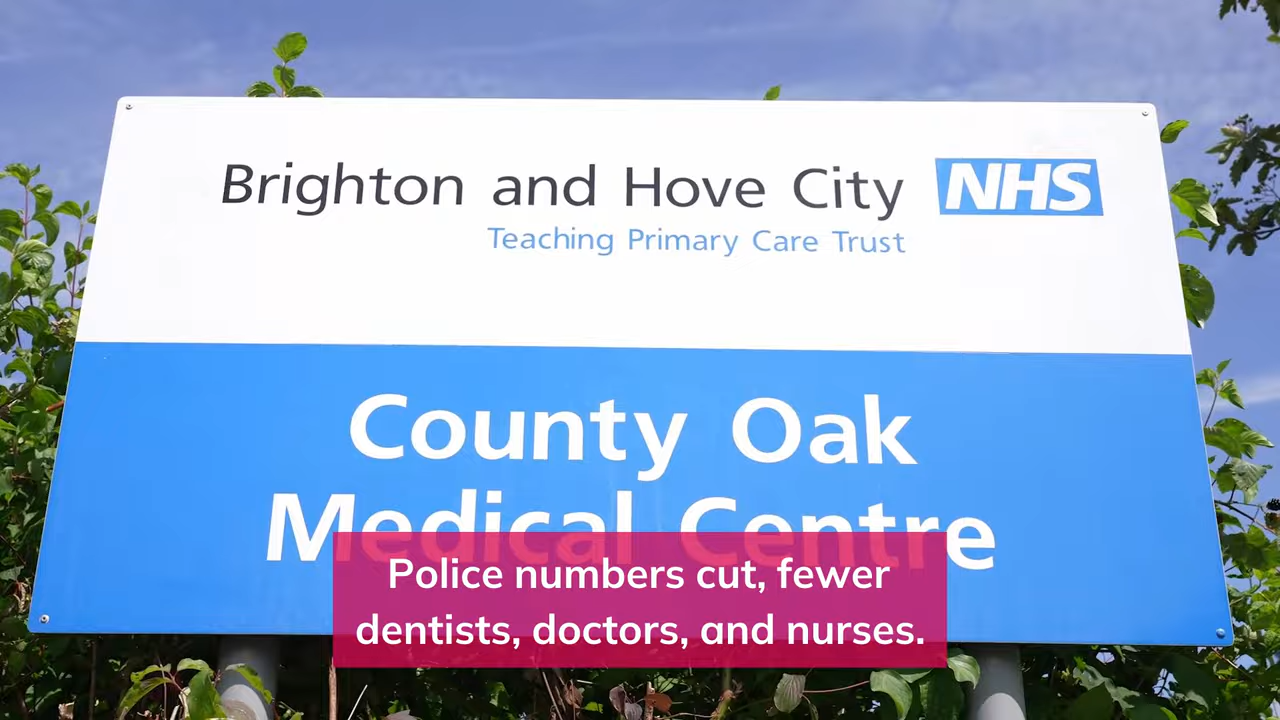 Brighton and Hove City NHS
Teaching Primary Care Trust
County Oak
Medical Centre
Police numbers cut, fewer
dentists, doctors, and nurses.